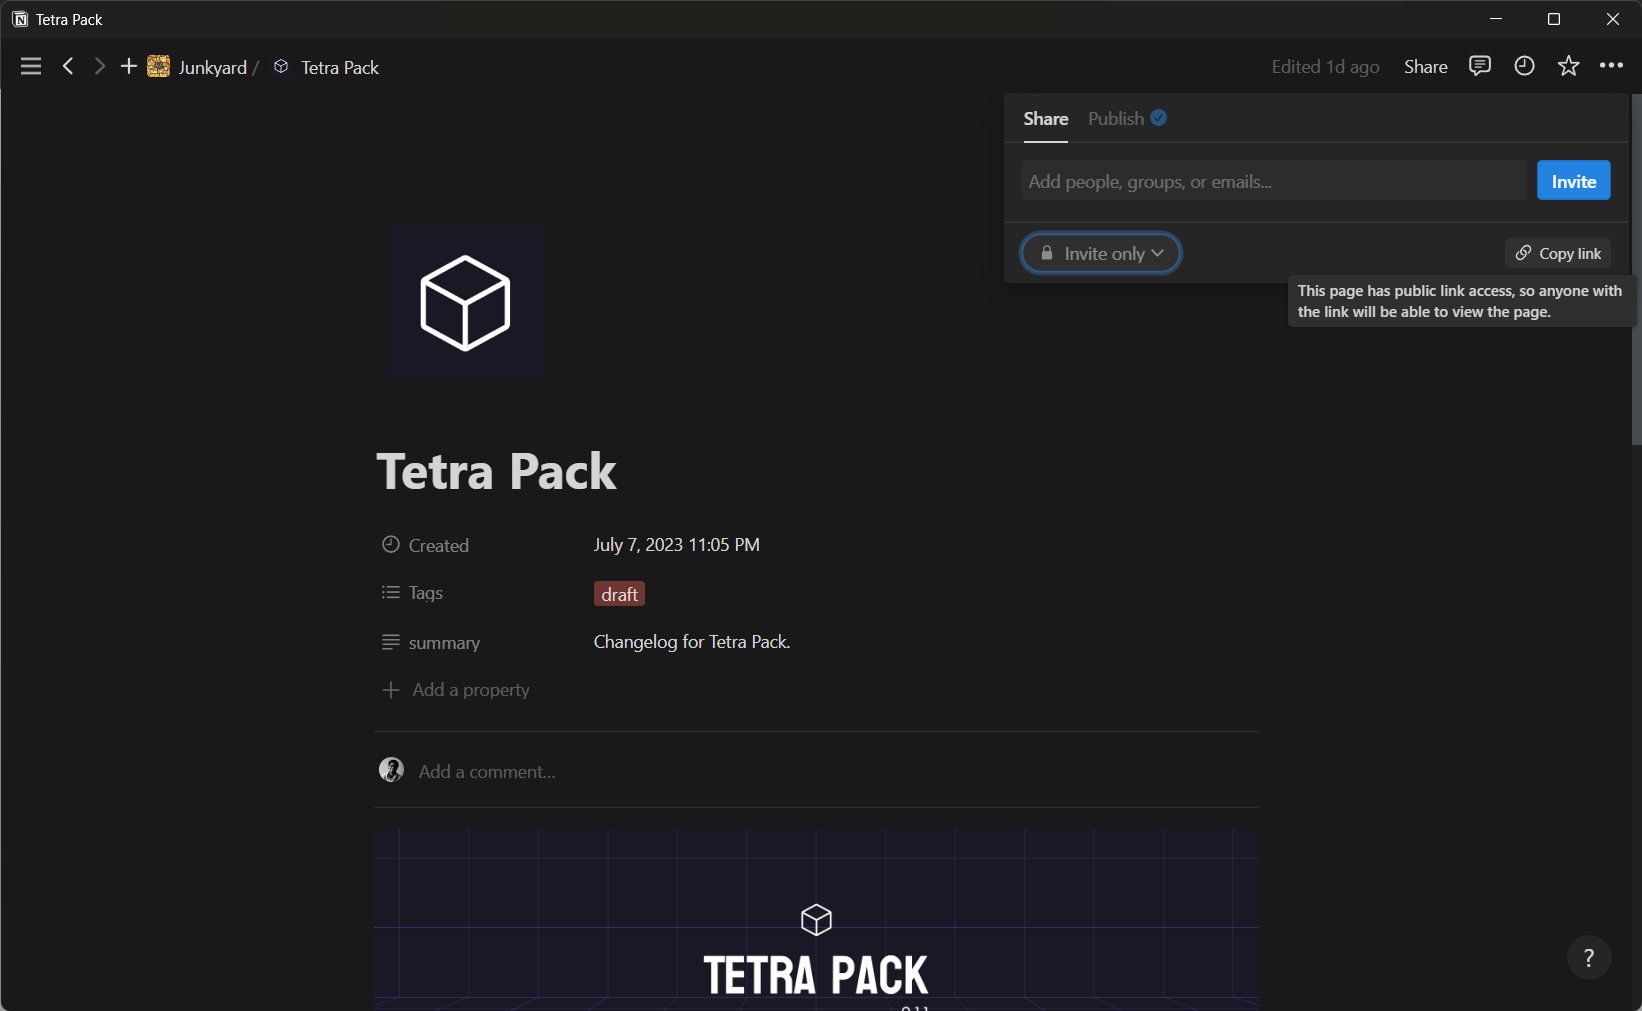 Tetra Pack
Junkyard / Tetra Pack
Edited 1d ago Share
Share Publish
Add people, groups, or emails... Invite
Invite only Copy link
This page has public link access, so anyone with
the link will be able to view the page.
Tetra Pack
Created July 7, 2023 11:05 PM
Tags draft
summary Changelog for Tetra Pack.
Add a property
Add a comment...
TETRA PACK
?